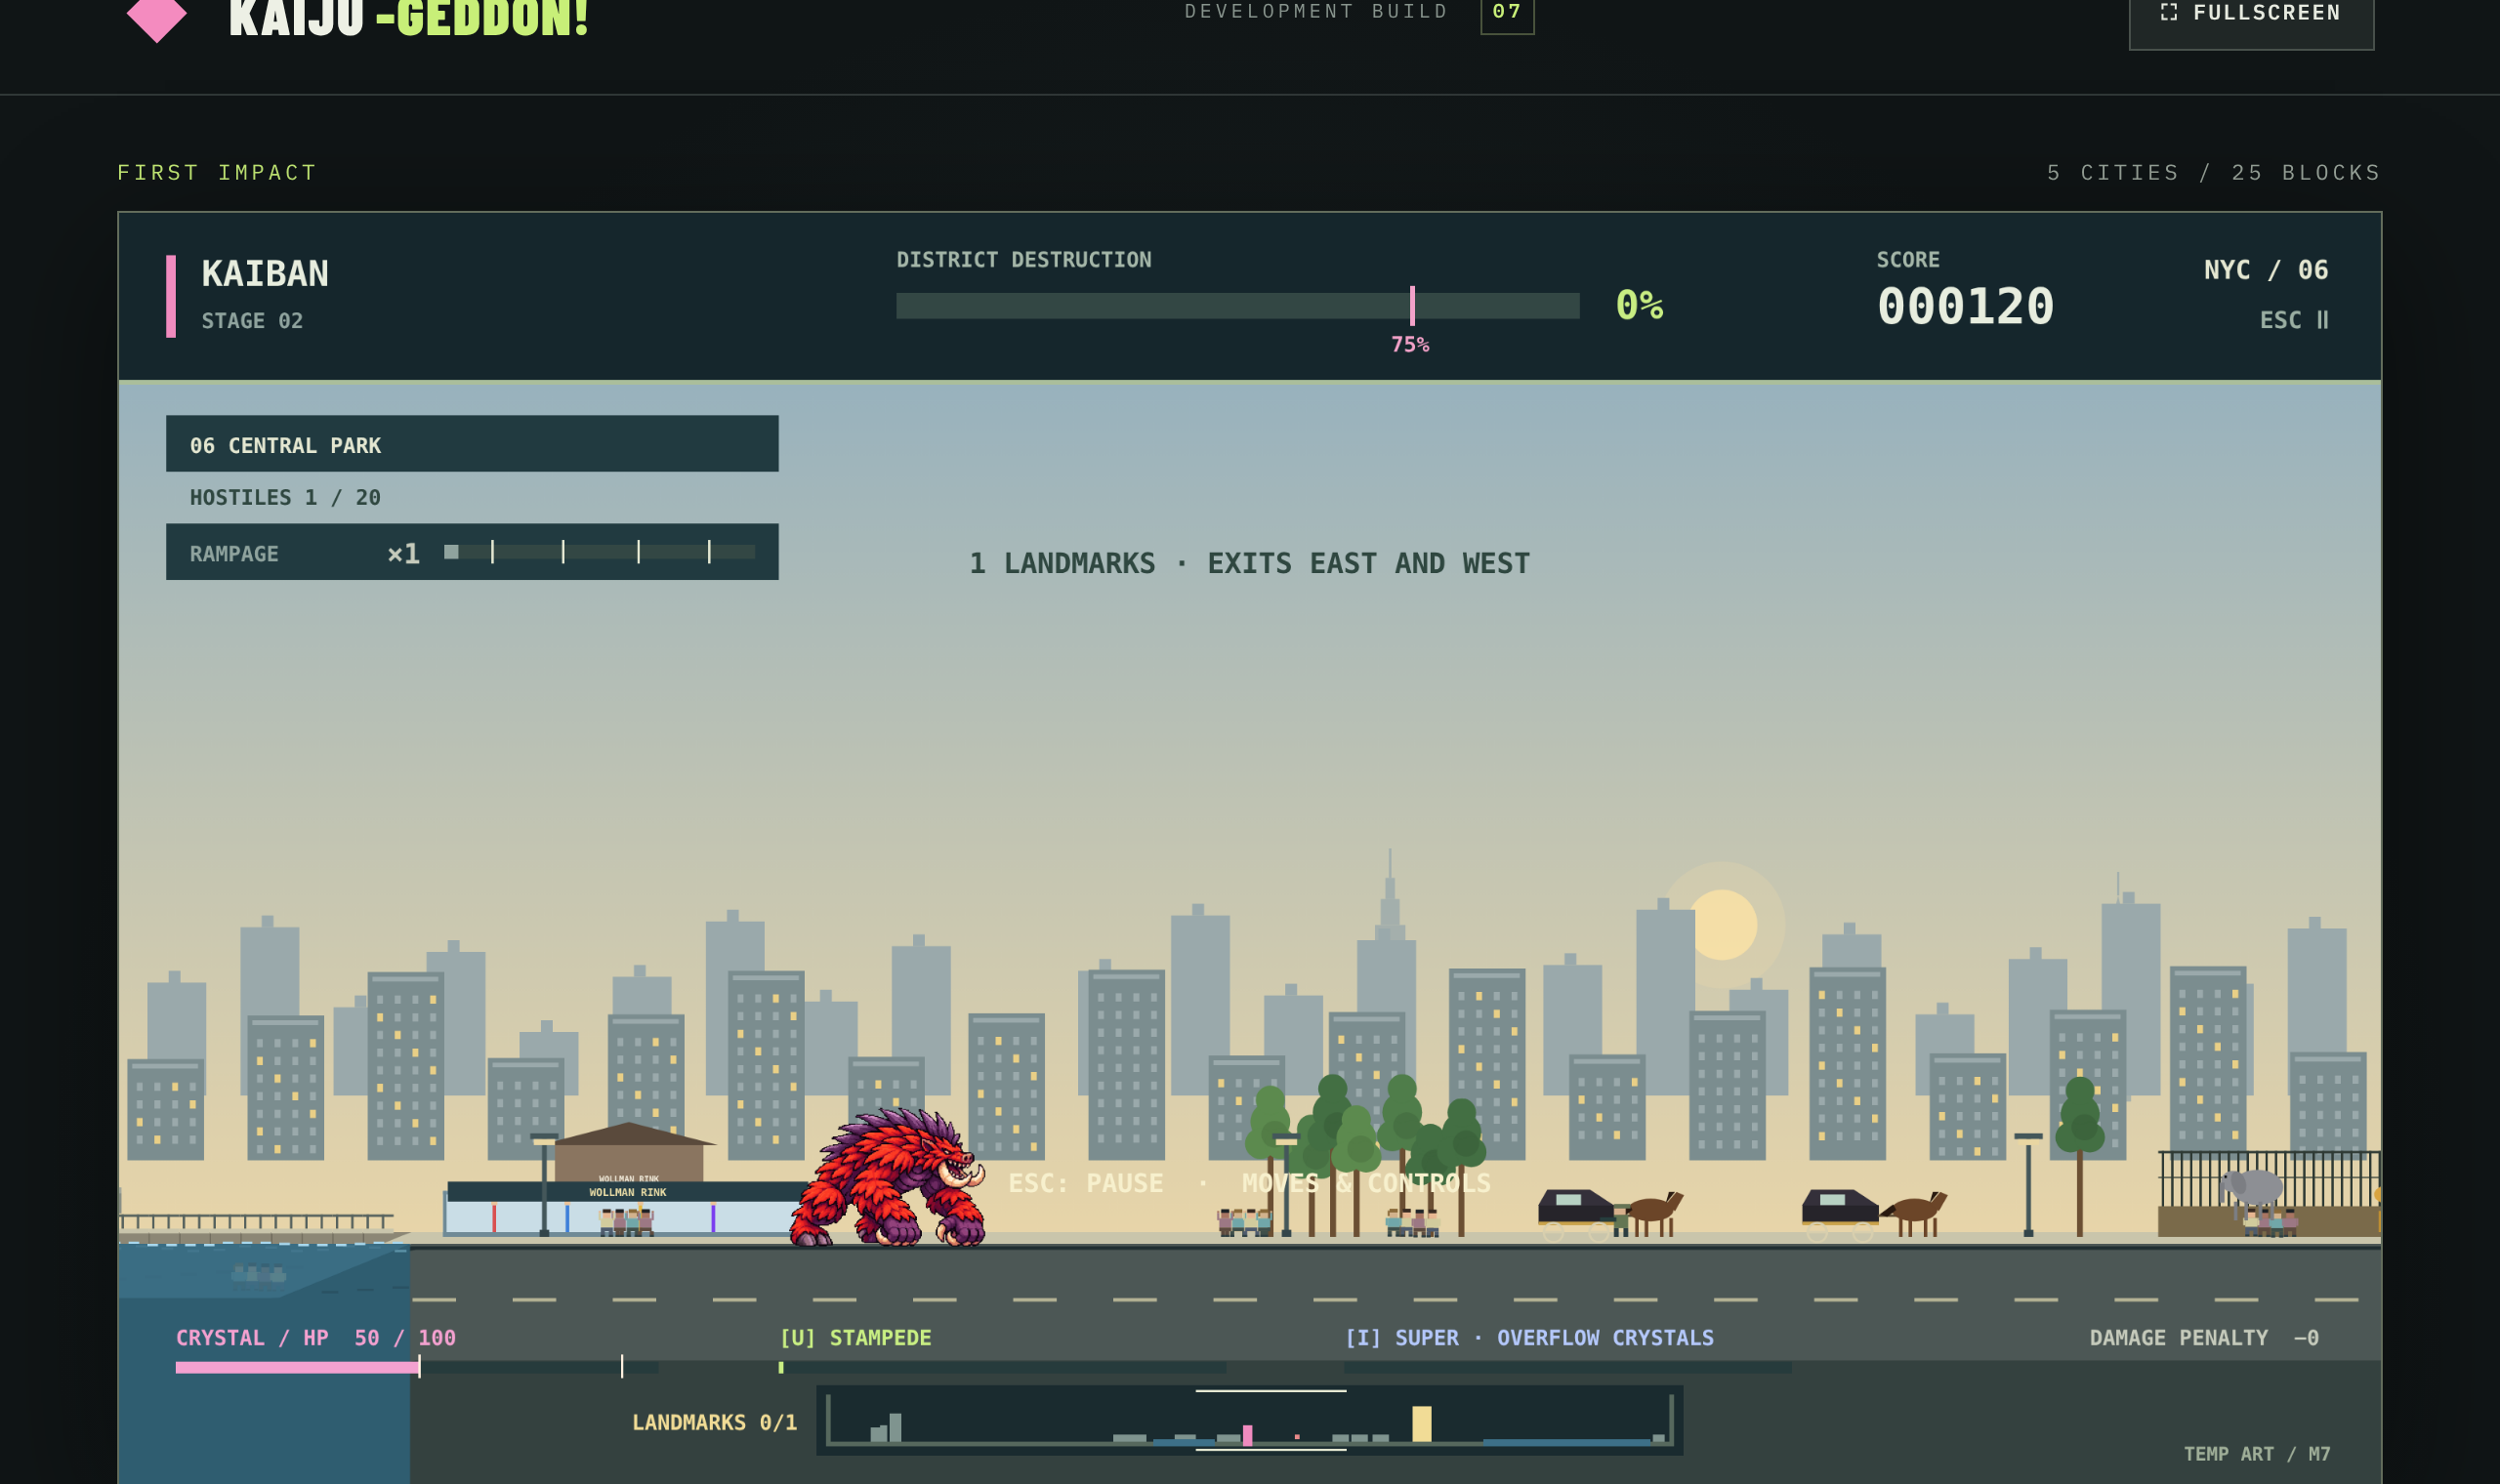 KAIJU-GEDDON!
DEVELOPMENT BUILD 07
FULLSCREEN
FIRST IMPACT
5 CITIES / 25 BLOCKS
KAIBAN
STAGE 02
DISTRICT DESTRUCTION
0%
75%
SCORE
000120
NYC / 06
ESC II
06 CENTRAL PARK
HOSTILES 1 / 20
RAMPAGE ×1
1 LANDMARKS · EXITS EAST AND WEST
WOLLMAN RINK
WOLLMAN RINK
ESC: PAUSE · MOVES & CONTROLS
CRYSTAL / HP 50 / 100
[U] STAMPEDE
[I] SUPER · OVERFLOW CRYSTALS
DAMAGE PENALTY −0
LANDMARKS 0/1
TEMP ART / M7